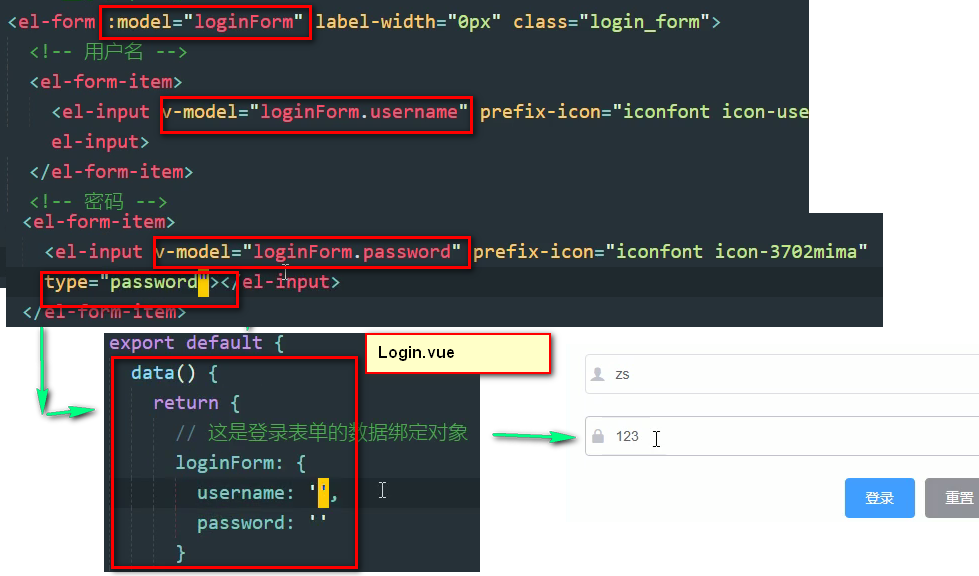 <el-form :model="loginForm" label-width="0px" class="login_form">
<!-- 用户名 -->
<el-form-item>
<el-input v-model="loginForm.username" prefix-icon="iconfont icon-use
el-input>
</el-form-item>
<!-- 密码 -->
<el-form-item>
<el-input v-model="loginForm.password" prefix-icon="iconfont icon-3702mima"
type="password"></el-input>
</el-form-item>
export default {
data() {
return {
// 这是登录表单的数据绑定对象
loginForm: {
username: '',
password: ''
}
Login.vue
zs
123
登录
重置